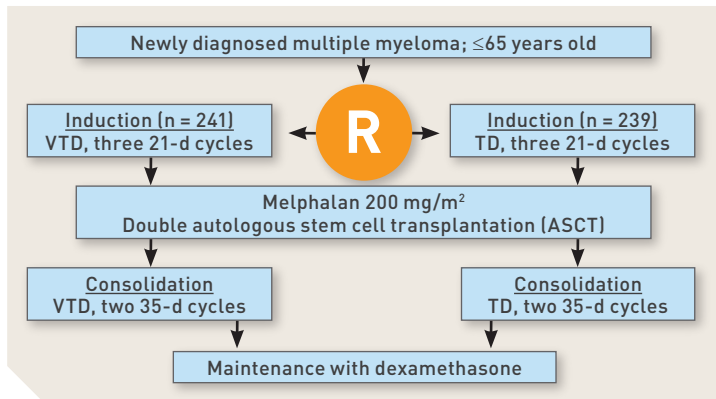 Newly diagnosed multiple myeloma; ≤65 years old
R
Induction (n = 241)
VTD, three 21-d cycles
Induction (n = 239)
TD, three 21-d cycles
Melphalan 200 mg/m²
Double autologous stem cell transplantation (ASCT)
Consolidation
VTD, two 35-d cycles
Consolidation
TD, two 35-d cycles
Maintenance with dexamethasone